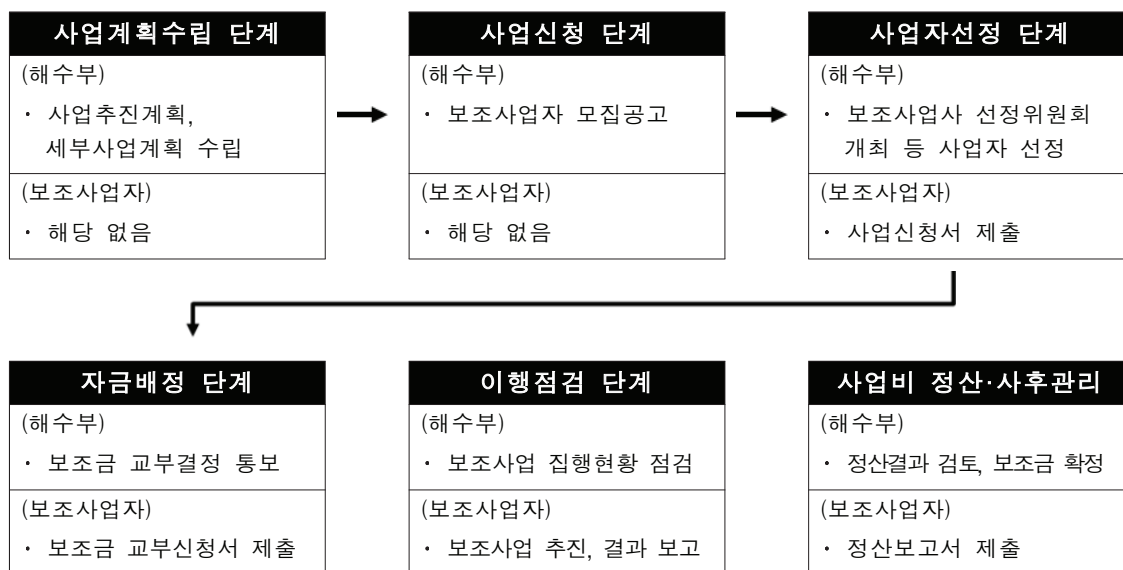 사업계획수립 단계
(해수부)
· 사업추진계획,
세부사업계획 수립
(보조사업자)
· 해당 없음
사업신청 단계
(해수부)
· 보조사업자 모집공고
(보조사업자)
· 해당 없음
사업자선정 단계
(해수부)
· 보조사업사 선정위원회
개최 등 사업자 선정
(보조사업자)
· 사업신청서 제출
자금배정 단계
(해수부)
· 보조금 교부결정 통보
(보조사업자)
· 보조금 교부신청서 제출
이행점검 단계
(해수부)
· 보조사업 집행현황 점검
(보조사업자)
· 보조사업 추진, 결과 보고
사업비 정산·사후관리
(해수부)
· 정산결과 검토, 보조금 확정
(보조사업자)
· 정산보고서 제출